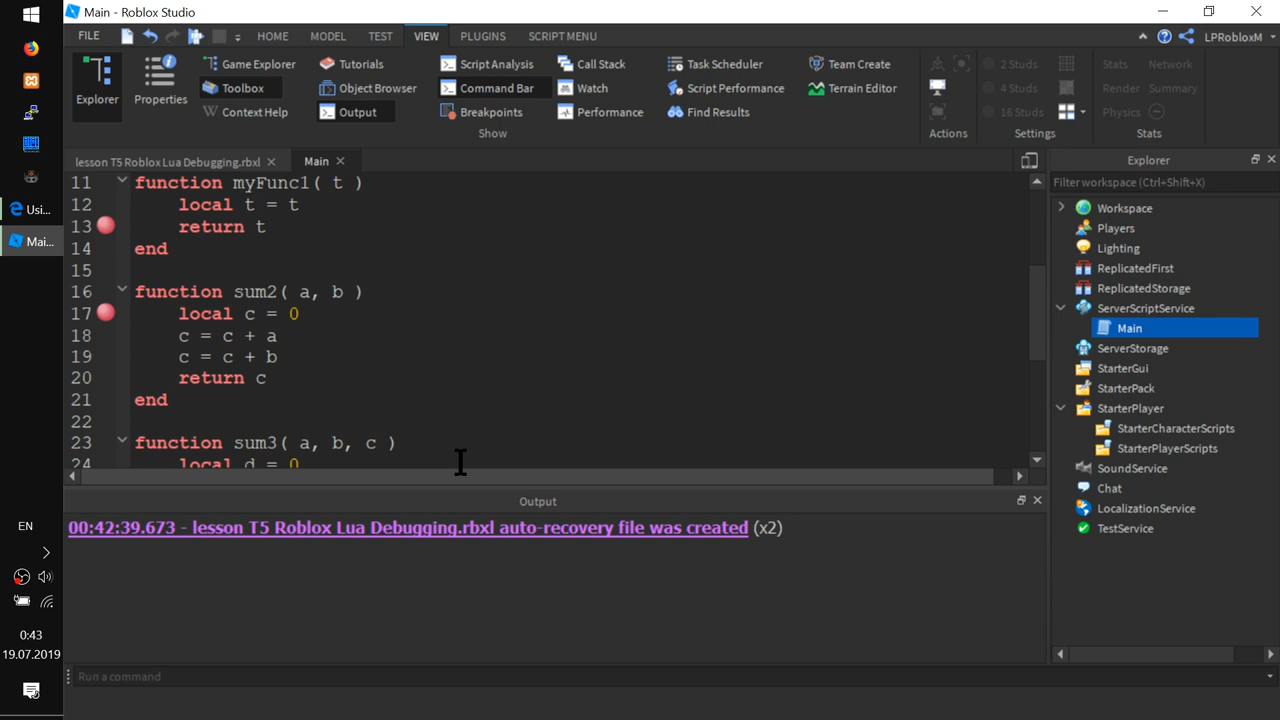 Main - Roblox Studio
FILE HOME MODEL TEST VIEW PLUGINS SCRIPT MENU LPRobloxM
Explorer
Properties
Game Explorer
Toolbox
Context Help
Tutorials
Object Browser
Output
Script Analysis
Command Bar
Breakpoints
Call Stack
Watch
Performance
Task Scheduler
Script Performance
Find Results
Team Create
Terrain Editor
Show
Actions
2 Studs
4 Studs
16 Studs
Settings
Stats Network
Render Summary
Physics
Stats
lesson T5 Roblox Lua Debugging.rbxl
Main
11 function myFunc1( t )
12 local t = t
13 return t
14 end
15
16 function sum2( a, b )
17 local c = 0
18 c = c + a
19 c = c + b
20 return c
21 end
22
23 function sum3( a, b, c )
24 local d = 0
Output
00:42:39.673 - lesson T5 Roblox Lua Debugging.rbxl auto-recovery file was created (x2)
Run a command
Explorer
Filter workspace (Ctrl+Shift+X)
Workspace
Players
Lighting
ReplicatedFirst
ReplicatedStorage
ServerScriptService
Main
ServerStorage
StarterGui
StarterPack
StarterPlayer
StarterCharacterScripts
StarterPlayerScripts
SoundService
Chat
LocalizationService
TestService
Usi...
Mai...
EN
0:43
19.07.2019